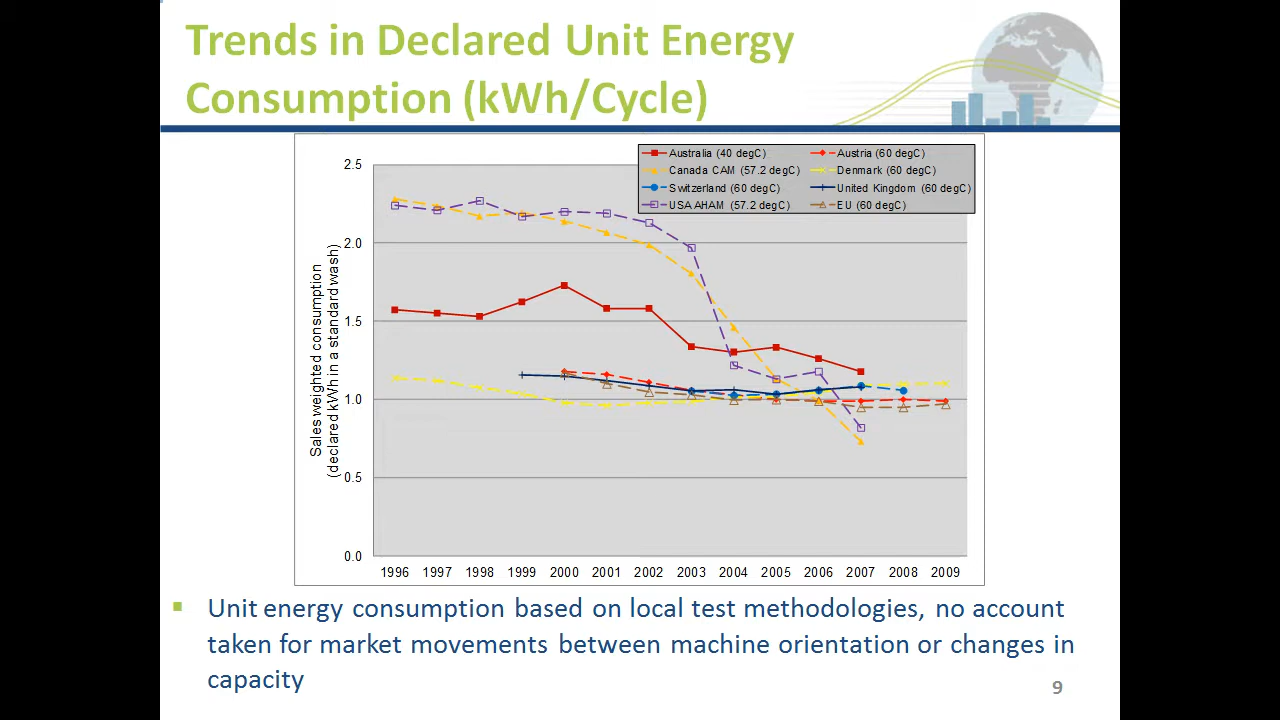 Trends in Declared Unit Energy
Consumption (kWh/Cycle)
Australia (40 degC)
Austria (60 degC)
Canada CAM (57.2 degC)
Denmark (60 degC)
Switzerland (60 degC)
United Kingdom (60 degC)
USA AHAM (57.2 degC)
EU (60 degC)
Sales weighted consumption
(declared kWh in a standard wash)
2.5
2.0
1.5
1.0
0.5
0.0
1996 1997 1998 1999 2000 2001 2002 2003 2004 2005 2006 2007 2008 2009
Unit energy consumption based on local test methodologies, no account
taken for market movements between machine orientation or changes in
capacity
9